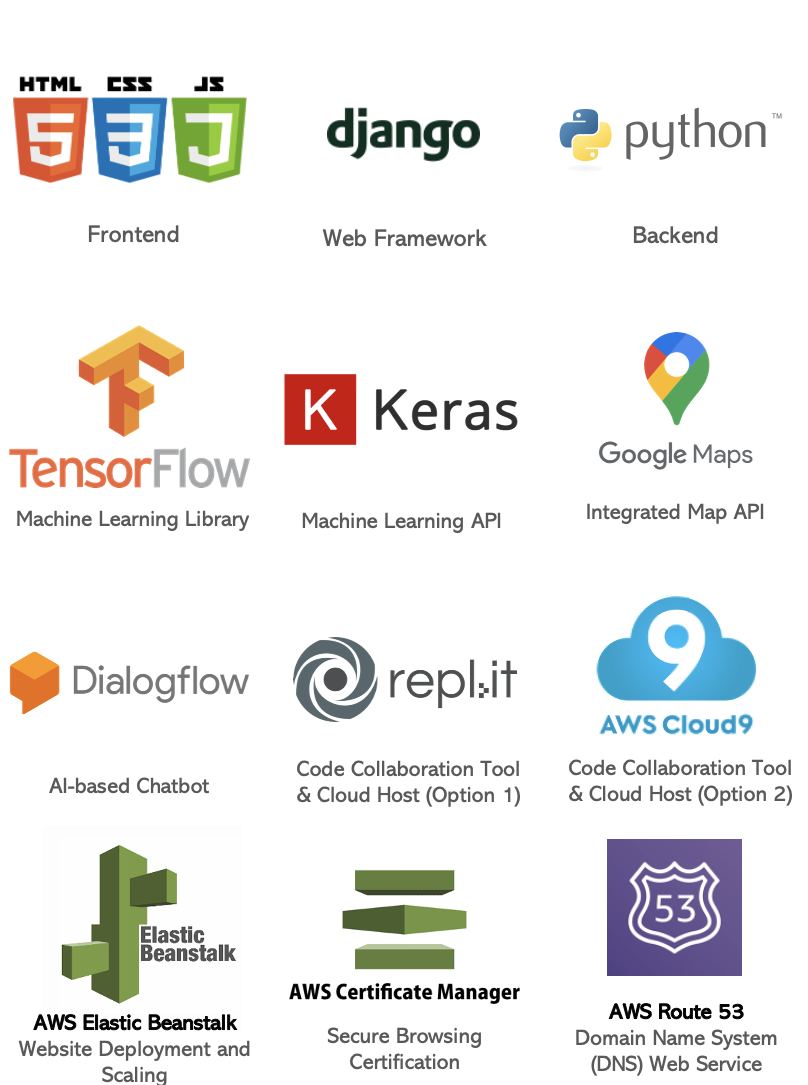 HTML CSS JS
5 3 J
django
python™
Frontend
Web Framework
Backend
TensorFlow
K Keras
Google Maps
Machine Learning Library
Machine Learning API
Integrated Map API
Dialogflow
repl.it
9
AWS Cloud9
AI-based Chatbot
Code Collaboration Tool
& Cloud Host (Option 1)
Code Collaboration Tool
& Cloud Host (Option 2)
Elastic
Beanstalk
AWS Elastic Beanstalk
Website Deployment and
Scaling
AWS Certificate Manager
Secure Browsing
Certification
53
AWS Route 53
Domain Name System
(DNS) Web Service